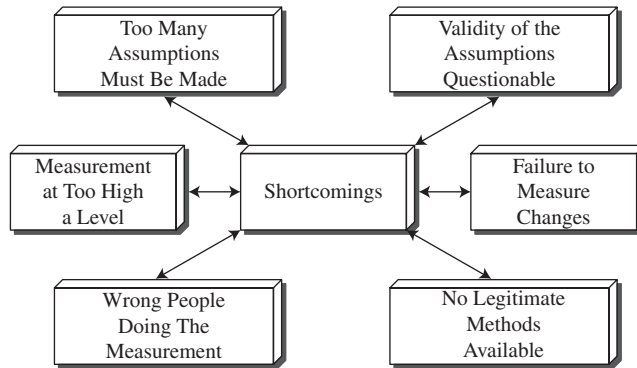 Too Many
Assumptions
Must Be Made
Validity of the
Assumptions
Questionable
Measurement
at Too High
a Level
Shortcomings
Failure to
Measure
Changes
Wrong People
Doing The
Measurement
No Legitimate
Methods
Available